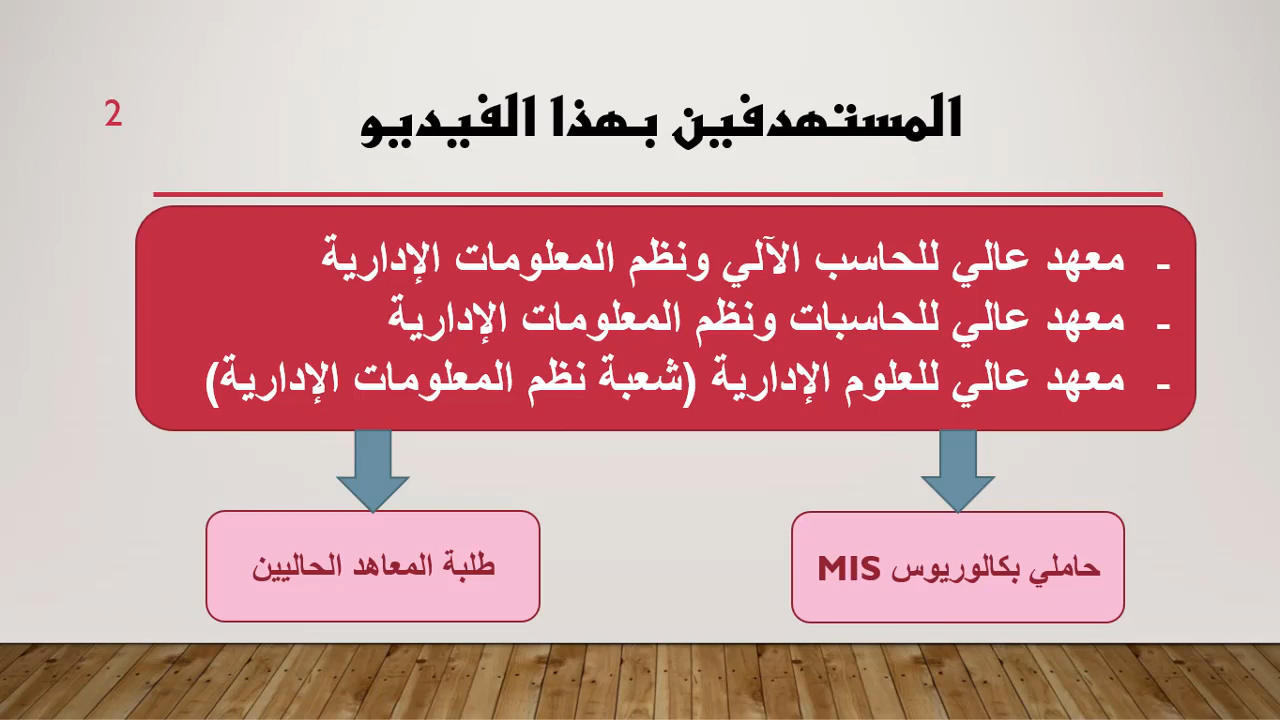 2
المستهدفين بهذا الفيديو
- معهد عالي للحاسب الآلي ونظم المعلومات الإدارية
- معهد عالي للحاسبات ونظم المعلومات الإدارية
- معهد عالي للعلوم الإدارية (شعبة نظم المعلومات الإدارية)
حاملي بكالوريوس MIS
طلبة المعاهد الحاليين